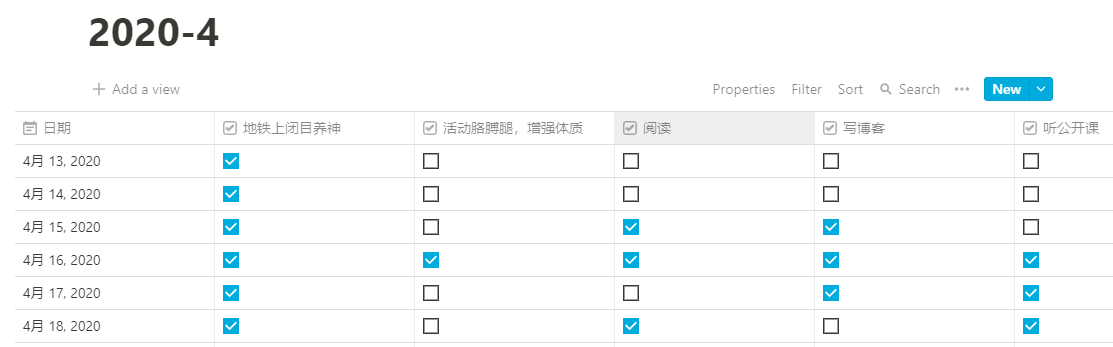 2020-4
Add a view Properties Filter Sort Search New
日期 地铁上闭目养神 活动胳膊腿，增强体质 阅读 写博客 听公开课
4月 13, 2020
4月 14, 2020
4月 15, 2020
4月 16, 2020
4月 17, 2020
4月 18, 2020